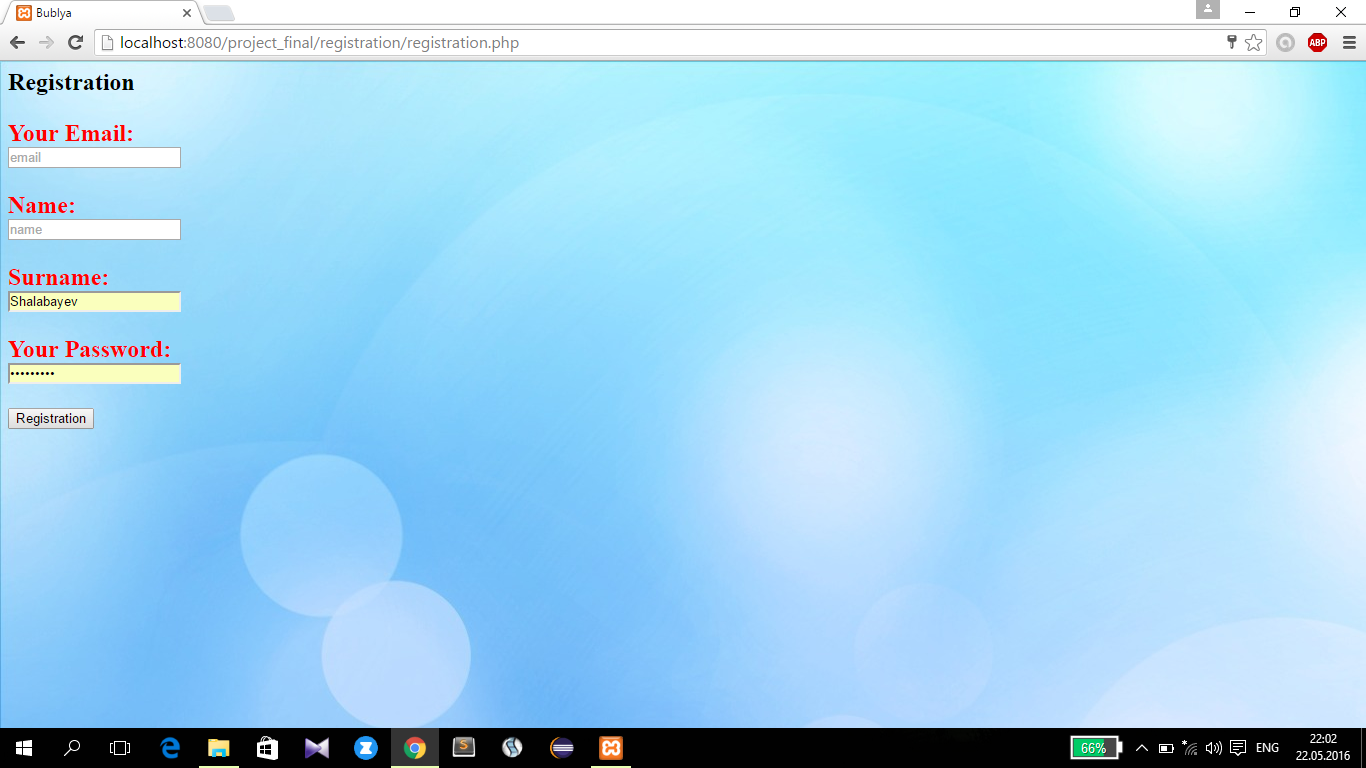 Bublya
localhost:8080/project_final/registration/registration.php
ABP
Registration
Your Email:
email
Name:
name
Surname:
Shalabayev
Your Password:
•••••••••
Registration
66%
ENG
22:02
22.05.2016